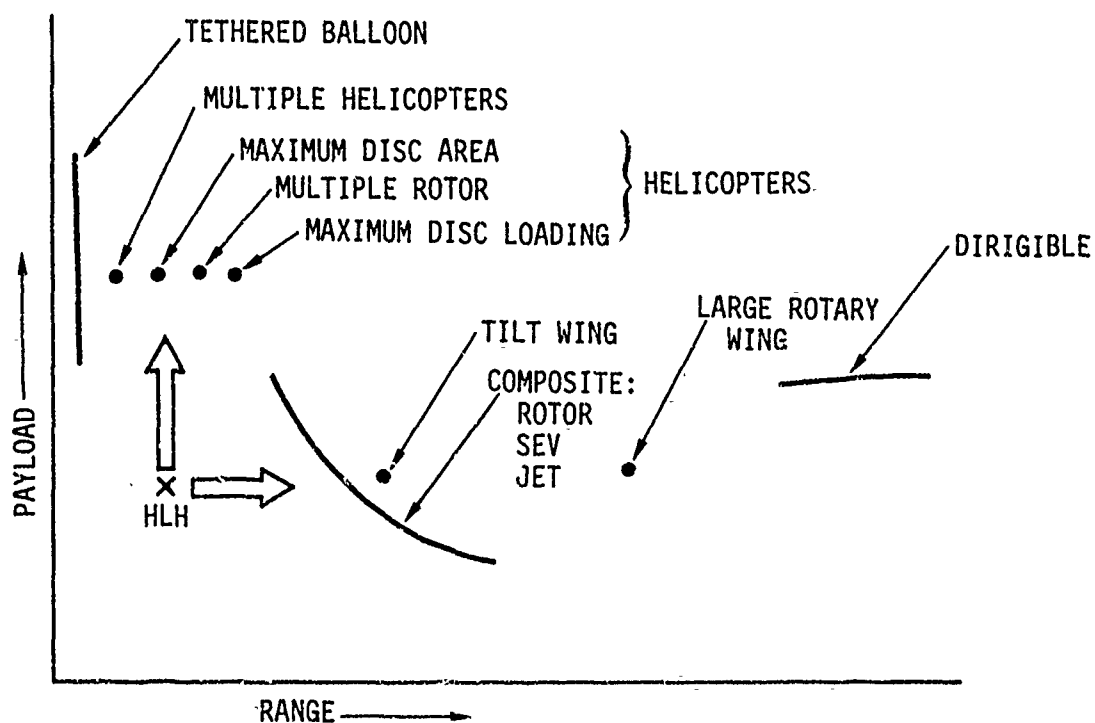 TETHERED BALLOON
MULTIPLE HELICOPTERS
MAXIMUM DISC AREA
MULTIPLE ROTOR
HELICOPTERS
MAXIMUM DISC LOADING
DIRIGIBLE
LARGE ROTARY
WING
TILT WING
COMPOSITE:
ROTOR
SEV
JET
PAYLOAD
HLH
RANGE